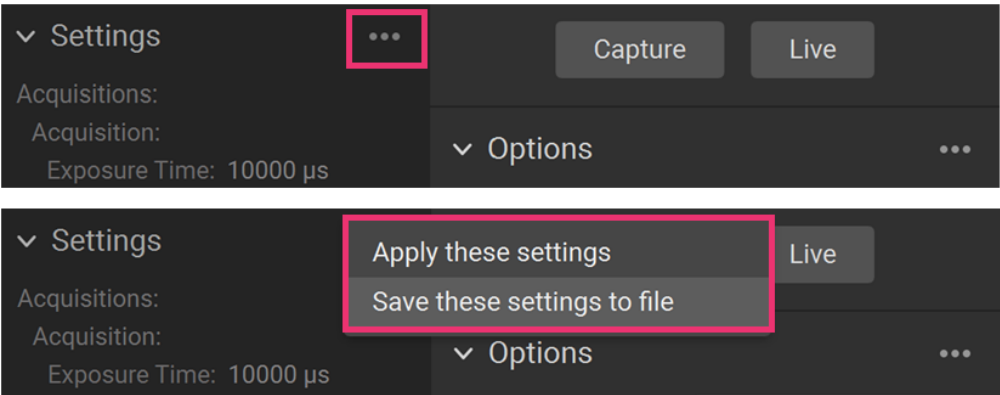 Settings
Capture
Live
Acquisitions:
Acquisition:
Exposure Time: 10000 µs
Options
Settings
Apply these settings
Save these settings to file
Live
Acquisitions:
Acquisition:
Exposure Time: 10000 µs
Options